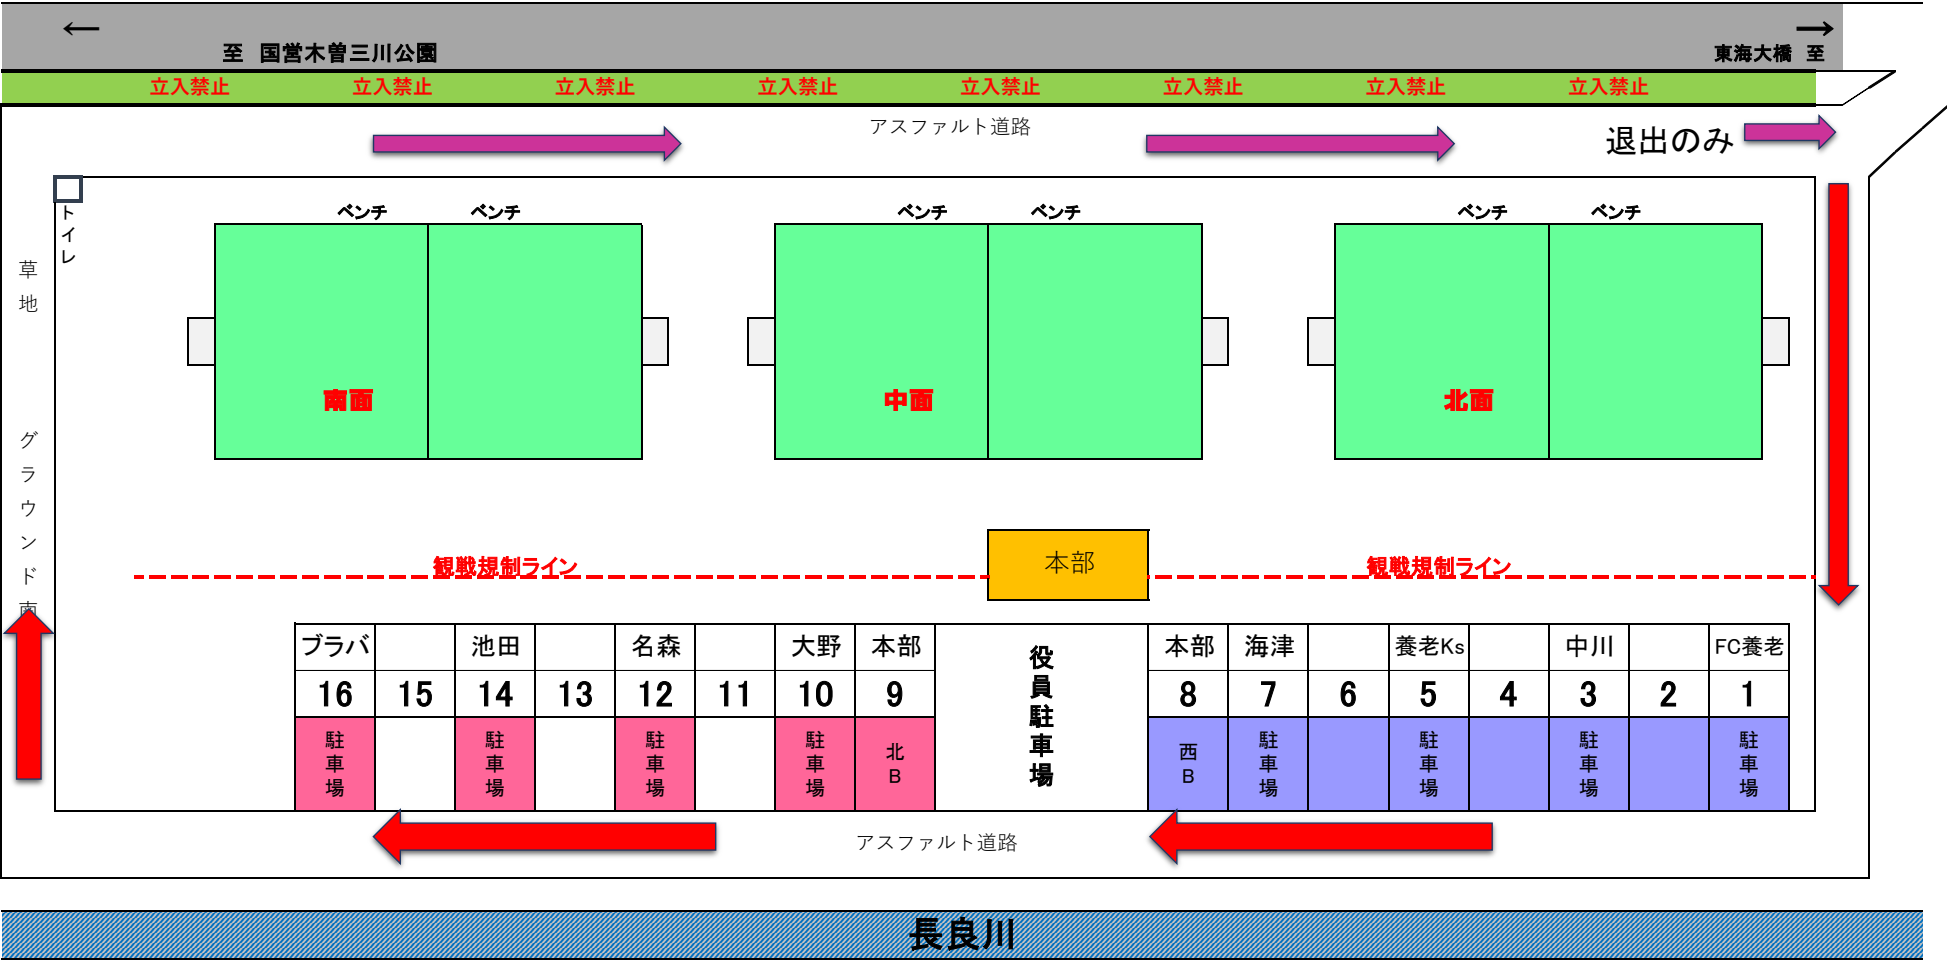 ← →
至 国営木曽三川公園
東海大橋 至
立入禁止 立入禁止 立入禁止 立入禁止 立入禁止 立入禁止 立入禁止 立入禁止
アスファルト道路
退出のみ
トイレ
ベンチ ベンチ ベンチ ベンチ ベンチ ベンチ
草地
グラウンド南
南面 中面 北面
本部
観戦規制ライン 観戦規制ライン
ブラバ 池田 名森 大野 本部
16 15 14 13 12 11 10 9
駐車場 駐車場 駐車場 駐車場 北B
役員駐車場
本部 海津 養老Ks 中川 FC養老
8 7 6 5 4 3 2 1
西B 駐車場 駐車場 駐車場 駐車場
アスファルト道路
長良川